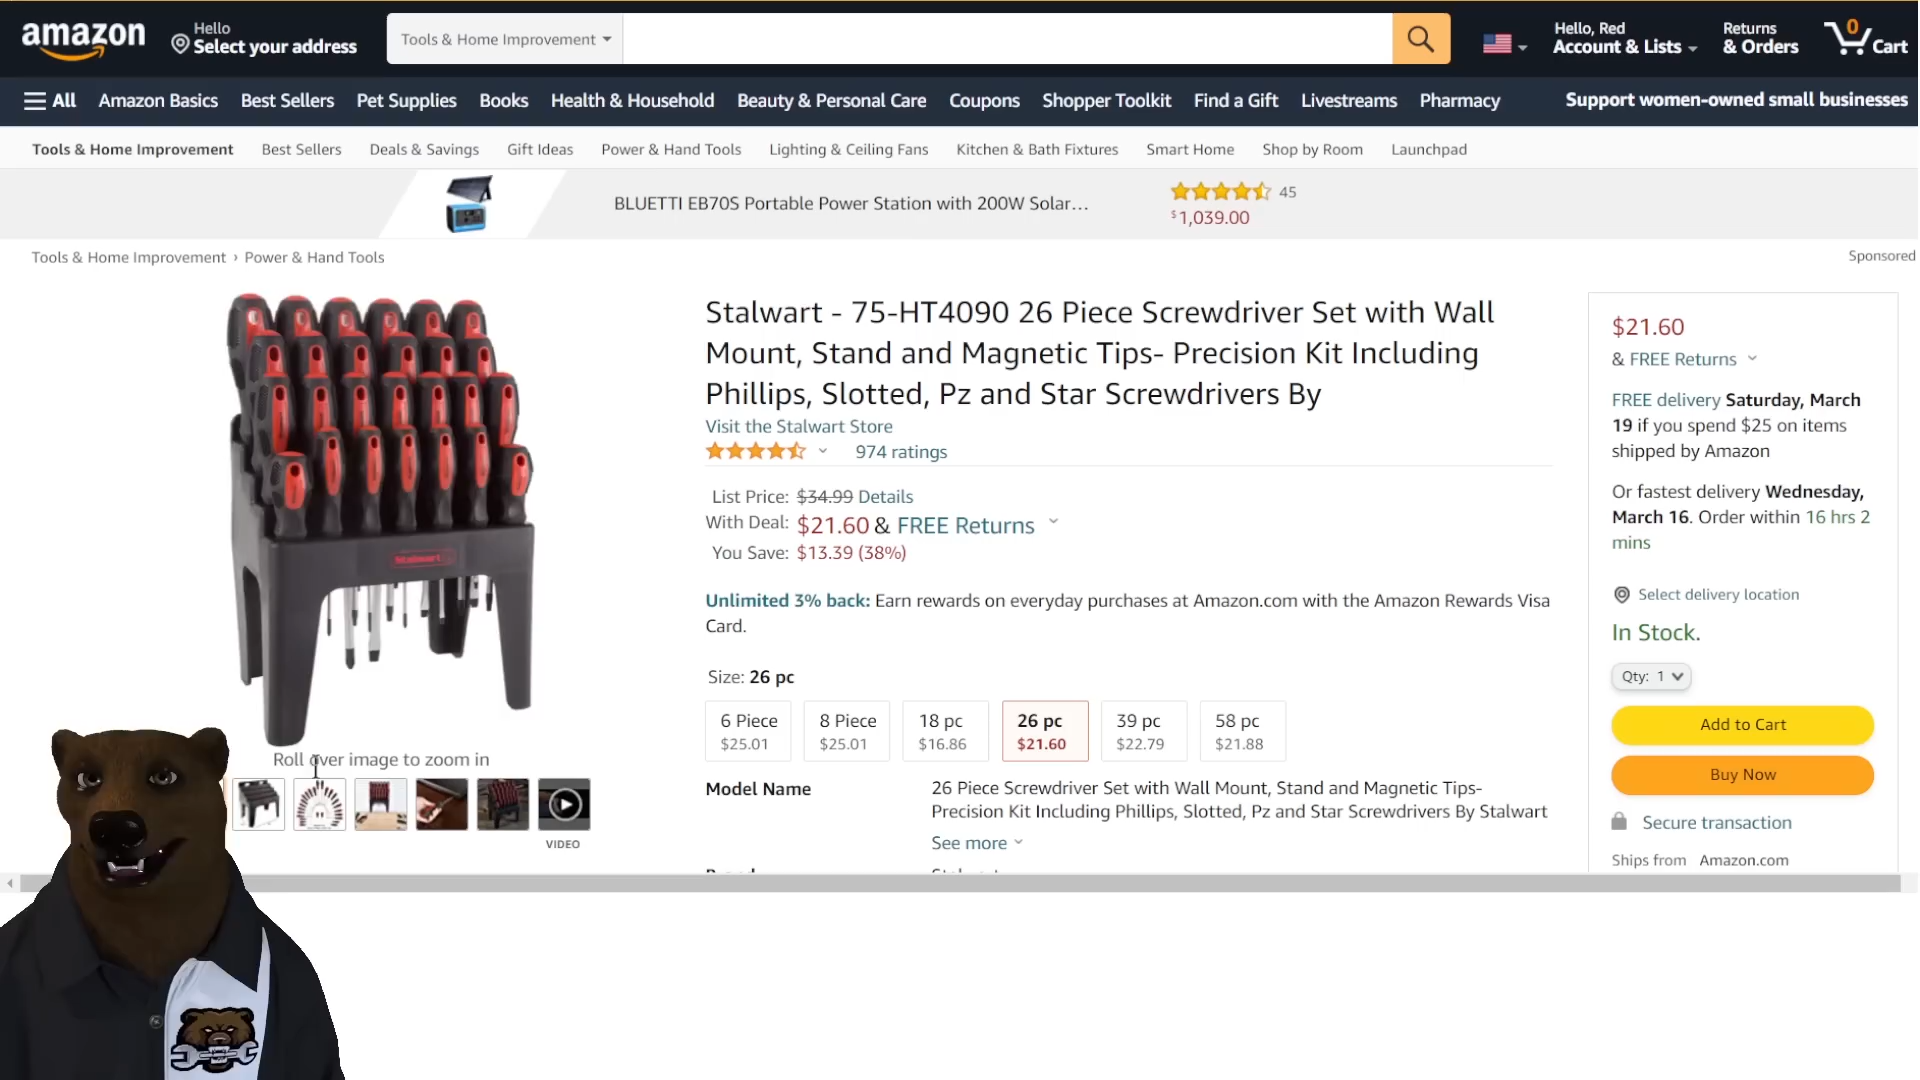 amazon
Hello
Select your address
Tools & Home Improvement
Hello, Red
Account & Lists
Returns
& Orders
0
Cart
All
Amazon Basics
Best Sellers
Pet Supplies
Books
Health & Household
Beauty & Personal Care
Coupons
Shopper Toolkit
Find a Gift
Livestreams
Pharmacy
Support women-owned small businesses
Tools & Home Improvement
Best Sellers
Deals & Savings
Gift Ideas
Power & Hand Tools
Lighting & Ceiling Fans
Kitchen & Bath Fixtures
Smart Home
Shop by Room
Launchpad
BLUETTI EB70S Portable Power Station with 200W Solar...
45
$1,039.00
Tools & Home Improvement › Power & Hand Tools
Sponsored
Stalwart
Roll over image to zoom in
VIDEO
Stalwart - 75-HT4090 26 Piece Screwdriver Set with Wall
Mount, Stand and Magnetic Tips- Precision Kit Including
Phillips, Slotted, Pz and Star Screwdrivers By
Visit the Stalwart Store
974 ratings
List Price: $34.99 Details
With Deal: $21.60 & FREE Returns
You Save: $13.39 (38%)
Unlimited 3% back: Earn rewards on everyday purchases at Amazon.com with the Amazon Rewards Visa
Card.
Size: 26 pc
6 Piece
$25.01
8 Piece
$25.01
18 pc
$16.86
26 pc
$21.60
39 pc
$22.79
58 pc
$21.88
Model Name
26 Piece Screwdriver Set with Wall Mount, Stand and Magnetic Tips-
Precision Kit Including Phillips, Slotted, Pz and Star Screwdrivers By Stalwart
See more
$21.60
& FREE Returns
FREE delivery Saturday, March
19 if you spend $25 on items
shipped by Amazon
Or fastest delivery Wednesday,
March 16. Order within 16 hrs 2
mins
Select delivery location
In Stock.
Qty: 1
Add to Cart
Buy Now
Secure transaction
Ships from Amazon.com